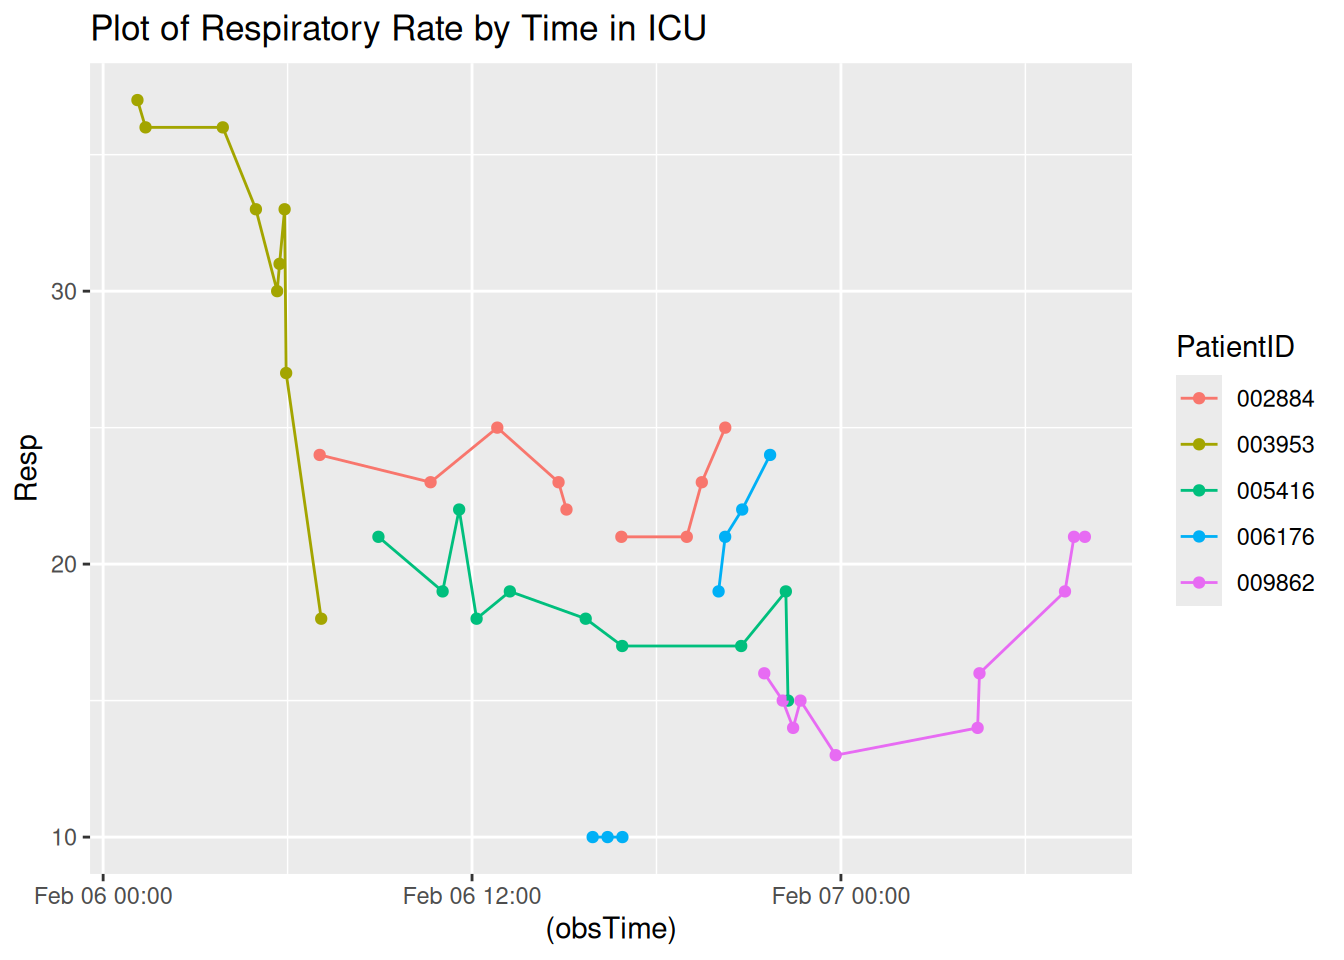 Plot of Respiratory Rate by Time in ICU
Resp
30
20
10
Feb 06 00:00
Feb 06 12:00
Feb 07 00:00
(obsTime)
PatientID
002884
003953
005416
006176
009862